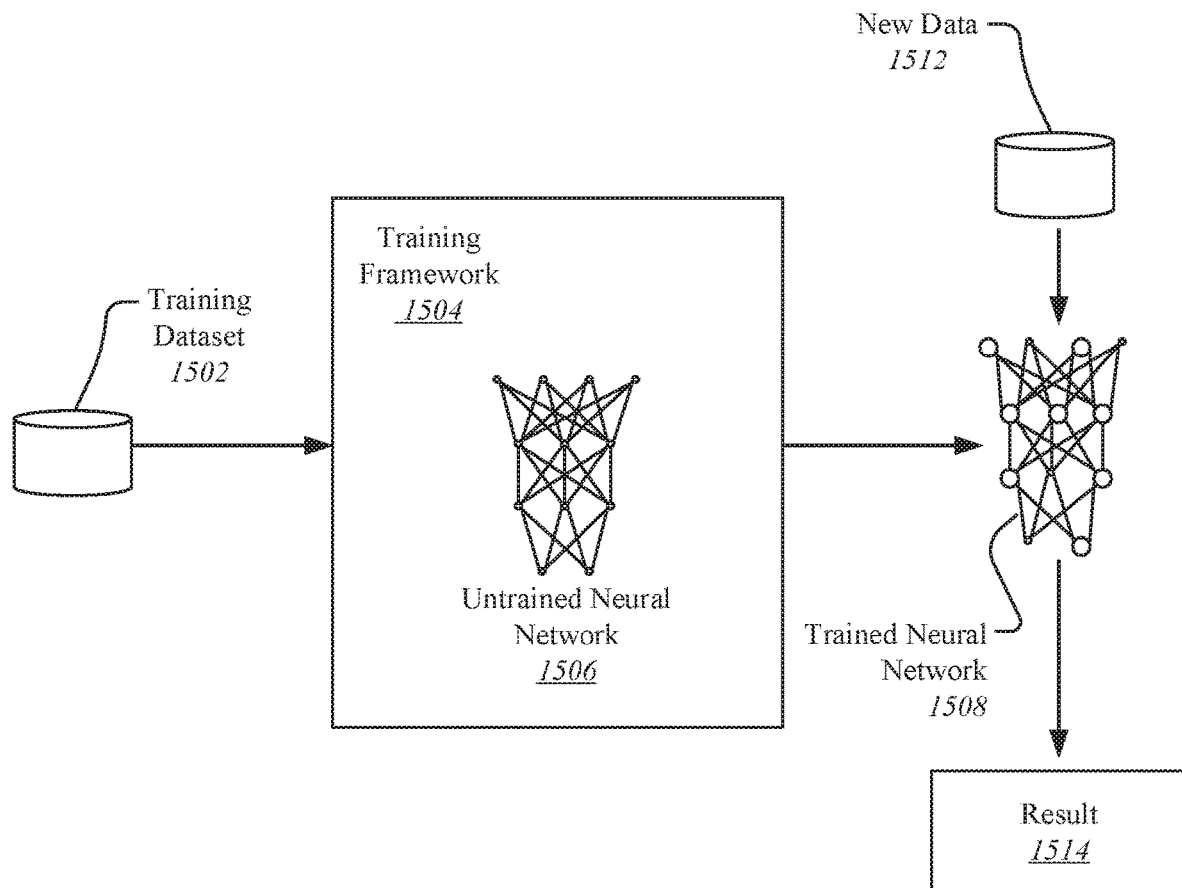 New Data
1512
Training
Framework
1504
Training
Dataset
1502
Untrained Neural
Network
1506
Trained Neural
Network
1508
Result
1514